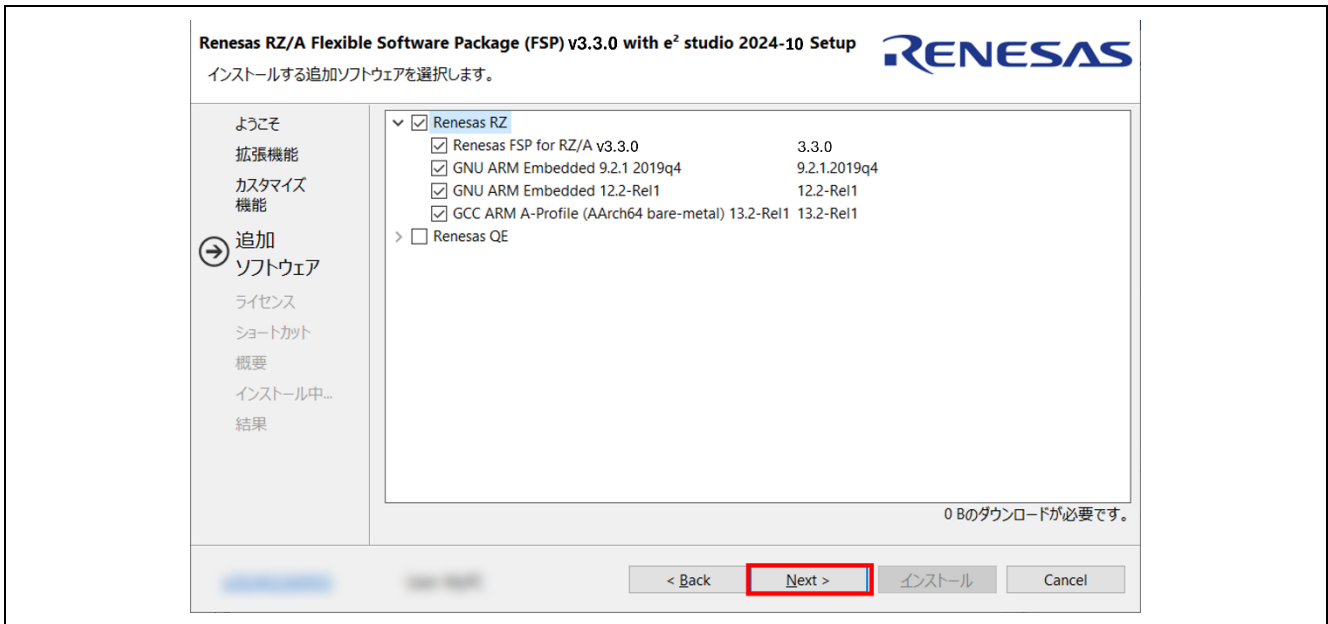 Renesas RZ/A Flexible Software Package (FSP) v3.3.0 with e² studio 2024-10 Setup
RENESAS
インストールする追加ソフトウェアを選択します。
ようこそ
拡張機能
カスタマイズ
機能
追加
ソフトウェア
ライセンス
ショートカット
概要
インストール中...
結果
Renesas RZ
Renesas FSP for RZ/A v3.3.0 3.3.0
GNU ARM Embedded 9.2.1 2019q4 9.2.1.2019q4
GNU ARM Embedded 12.2-Rel1 12.2-Rel1
GCC ARM A-Profile (AArch64 bare-metal) 13.2-Rel1 13.2-Rel1
Renesas QE
0 Bのダウンロードが必要です。
< Back Next > インストール Cancel